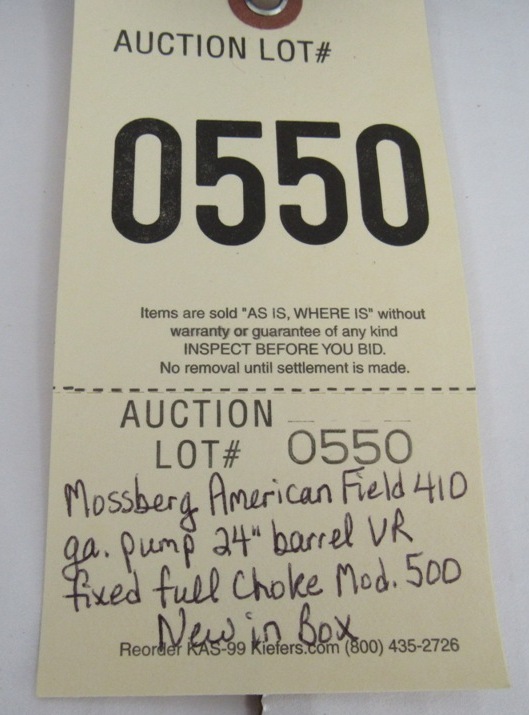 AUCTION LOT#
0550
Items are sold "AS IS, WHERE IS" without
warranty or guarantee of any kind
INSPECT BEFORE YOU BID.
No removal until settlement is made.
AUCTION
LOT# 0550
Mossberg American Field 410
ga. pump 24" barrel VR
fixed full Choke Mod. 500
New in Box
Reorder KAS-99 Kiefers.com (800) 435-2726